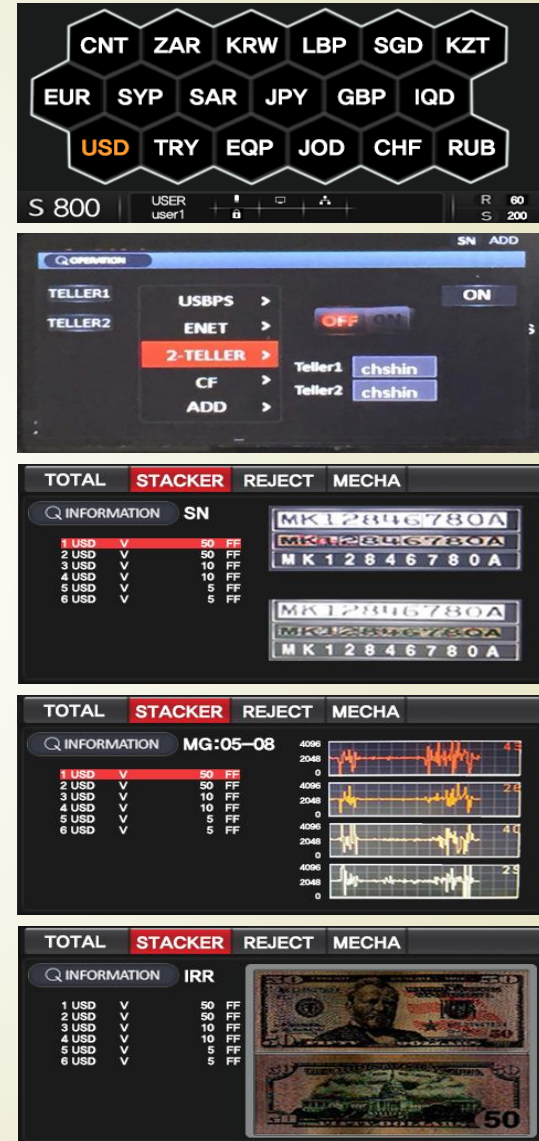 CNT ZAR KRW LBP SGD KZT
EUR SYP SAR JPY GBP IQD
USD TRY EQP JOD CHF RUB
S 800 USER R 60
user1 S 200
SN ADD
OPERATION
TELLER1 USBPS > ON
TELLER2 ENET > OFF ON
2-TELLER > Teller1 chshin
CF > Teller2 chshin
ADD >
TOTAL STACKER REJECT MECHA
INFORMATION SN
MK12846780A
1 USD V 50 FF
2 USD V 50 FF
3 USD V 10 FF
4 USD V 10 FF
5 USD V 5 FF
6 USD V 5 FF
MK12846780A
MK12846780A
MK12846780A
MK12846780A
MK12846780A
TOTAL STACKER REJECT MECHA
INFORMATION MG:05-08
1 USD V 50 FF
2 USD V 50 FF
3 USD V 10 FF
4 USD V 10 FF
5 USD V 5 FF
6 USD V 5 FF
4096
2048
0
4096
2048
0
4096
2048
0
4096
2048
0
TOTAL STACKER REJECT MECHA
INFORMATION IRR
1 USD V 50 FF
2 USD V 50 FF
3 USD V 10 FF
4 USD V 10 FF
5 USD V 5 FF
6 USD V 5 FF
50
50